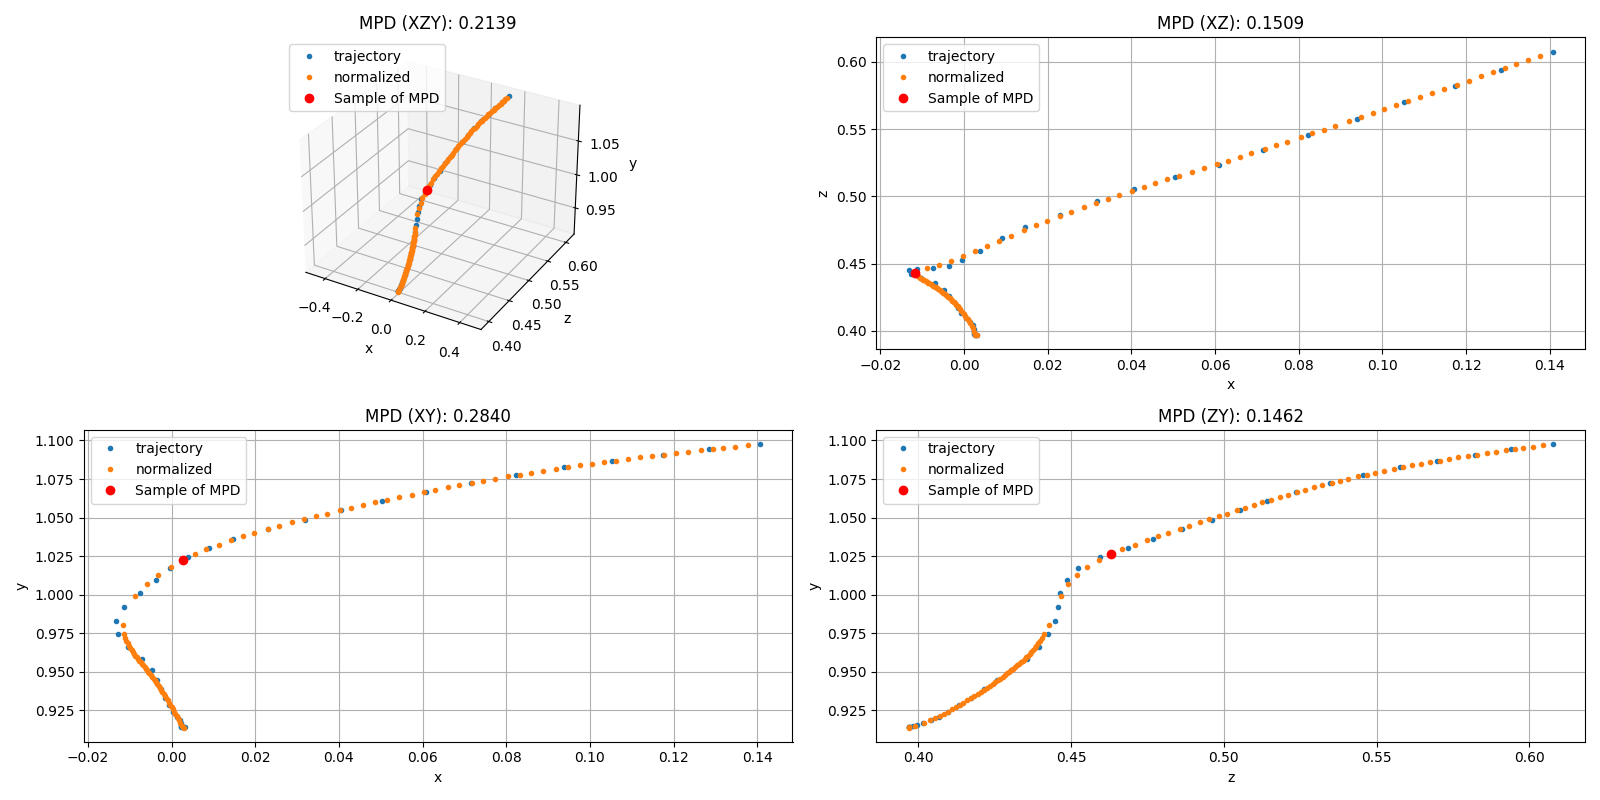 MPD (XZY): 0.2139
trajectory
normalized
Sample of MPD
1.05
1.00
0.95
y
−0.4
−0.2
0.0
0.2
0.4
x
0.40
0.45
0.50
0.55
0.60
z
MPD (XZ): 0.1509
trajectory
normalized
Sample of MPD
0.60
0.55
0.50
0.45
0.40
z
−0.02 0.00 0.02 0.04 0.06 0.08 0.10 0.12 0.14
x
MPD (XY): 0.2840
trajectory
normalized
Sample of MPD
1.100
1.075
1.050
1.025
1.000
0.975
0.950
0.925
y
−0.02 0.00 0.02 0.04 0.06 0.08 0.10 0.12 0.14
x
MPD (ZY): 0.1462
trajectory
normalized
Sample of MPD
1.100
1.075
1.050
1.025
1.000
0.975
0.950
0.925
y
0.40 0.45 0.50 0.55 0.60
z